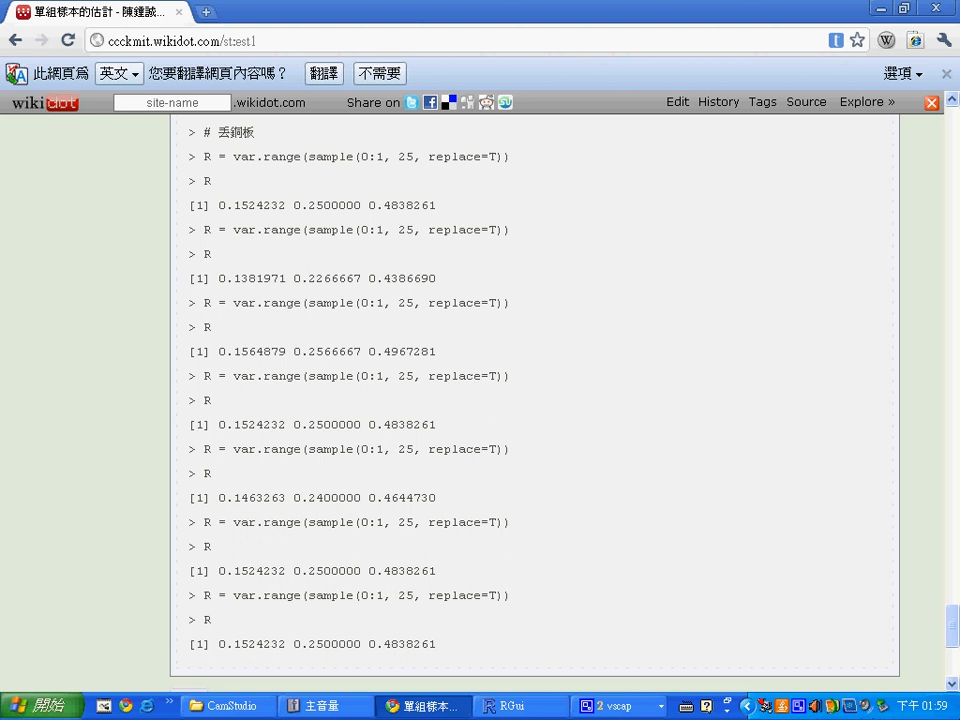 單組樣本的估計 - 陳鍾誠...
ccckmit.wikidot.com/st:test1
此網頁為 英文 您要翻譯網頁內容嗎？ 翻譯 不需要 選項
wikidot site-name .wikidot.com Share on Edit History Tags Source Explore »
> # 丟銅板
> R = var.range(sample(0:1, 25, replace=T))
> R
[1] 0.1524232 0.2500000 0.4838261
> R = var.range(sample(0:1, 25, replace=T))
> R
[1] 0.1381971 0.2266667 0.4386690
> R = var.range(sample(0:1, 25, replace=T))
> R
[1] 0.1564879 0.2566667 0.4967281
> R = var.range(sample(0:1, 25, replace=T))
> R
[1] 0.1524232 0.2500000 0.4838261
> R = var.range(sample(0:1, 25, replace=T))
> R
[1] 0.1463263 0.2400000 0.4644730
> R = var.range(sample(0:1, 25, replace=T))
> R
[1] 0.1524232 0.2500000 0.4838261
> R = var.range(sample(0:1, 25, replace=T))
> R
[1] 0.1524232 0.2500000 0.4838261
開始 CamStudio 主音量 單組樣本... RGui 2 vscap 下午 01:59